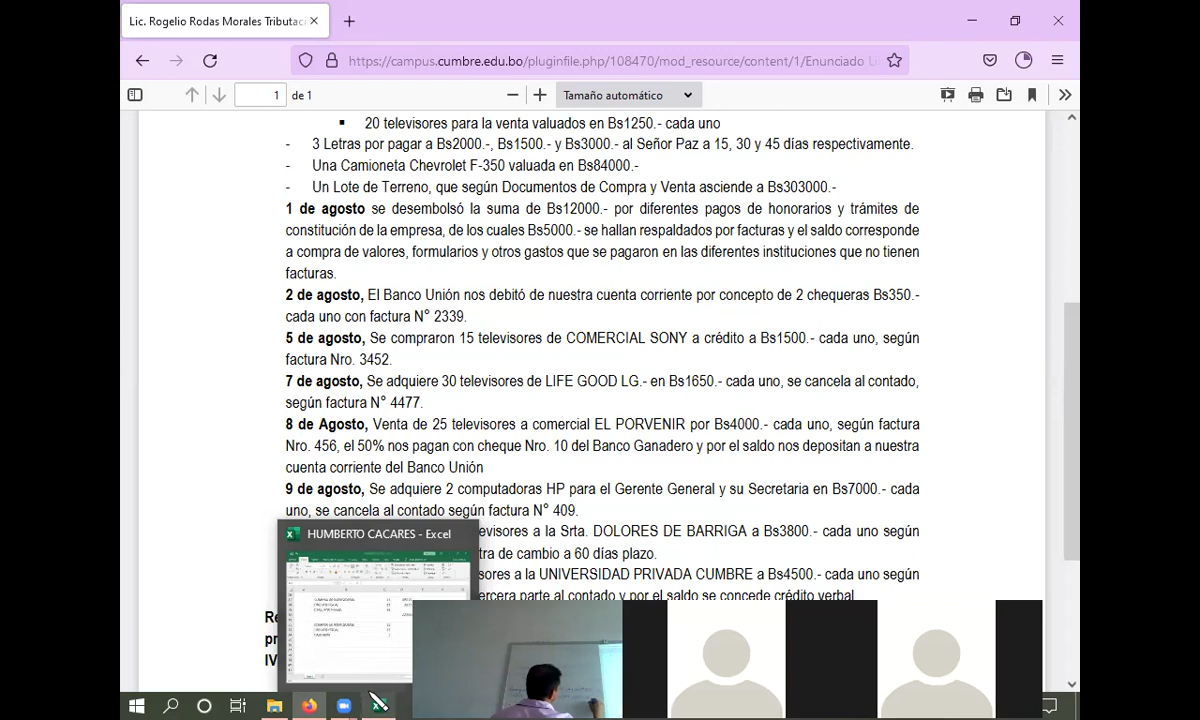 Lic. Rogelio Rodas Morales Tributac
https://campus.cumbre.edu.bo/pluginfile.php/108470/mod_resource/content/1/Enunciado
1 de 1
Tamaño automático
▪ 20 televisores para la venta valuados en Bs1250.- cada uno
- 3 Letras por pagar a Bs2000.-, Bs1500.- y Bs3000.- al Señor Paz a 15, 30 y 45 días respectivamente.
- Una Camioneta Chevrolet F-350 valuada en Bs84000.-
- Un Lote de Terreno, que según Documentos de Compra y Venta asciende a Bs303000.-
1 de agosto se desembolsó la suma de Bs12000.- por diferentes pagos de honorarios y trámites de
constitución de la empresa, de los cuales Bs5000.- se hallan respaldados por facturas y el saldo corresponde
a compra de valores, formularios y otros gastos que se pagaron en las diferentes instituciones que no tienen
facturas.
2 de agosto, El Banco Unión nos debitó de nuestra cuenta corriente por concepto de 2 chequeras Bs350.-
cada uno con factura N° 2339.
5 de agosto, Se compraron 15 televisores de COMERCIAL SONY a crédito a Bs1500.- cada uno, según
factura Nro. 3452.
7 de agosto, Se adquiere 30 televisores de LIFE GOOD LG.- en Bs1650.- cada uno, se cancela al contado,
según factura N° 4477.
8 de Agosto, Venta de 25 televisores a comercial EL PORVENIR por Bs4000.- cada uno, según factura
Nro. 456, el 50% nos pagan con cheque Nro. 10 del Banco Ganadero y por el saldo nos depositan a nuestra
cuenta corriente del Banco Unión
9 de agosto, Se adquiere 2 computadoras HP para el Gerente General y su Secretaria en Bs7000.- cada
uno, se cancela al contado según factura N° 409.
HUMBERTO CACARES - Excel
visores a la Srta. DOLORES DE BARRIGA a Bs3800.- cada uno según
tra de cambio a 60 días plazo.
sores a la UNIVERSIDAD PRIVADA CUMBRE a Bs4500.- cada uno según
ercera parte al contado y por el saldo se concede crédito verbal
Re
pr
IV